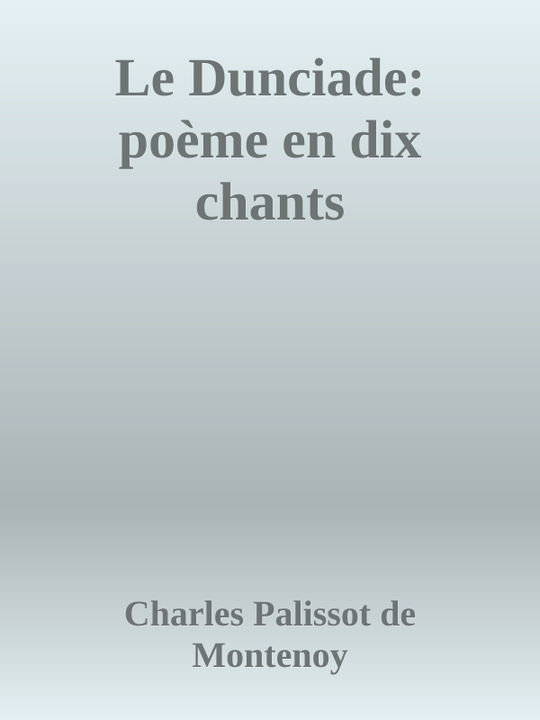 Le Dunciade:
poème en dix
chants
Charles Palissot de
Montenoy